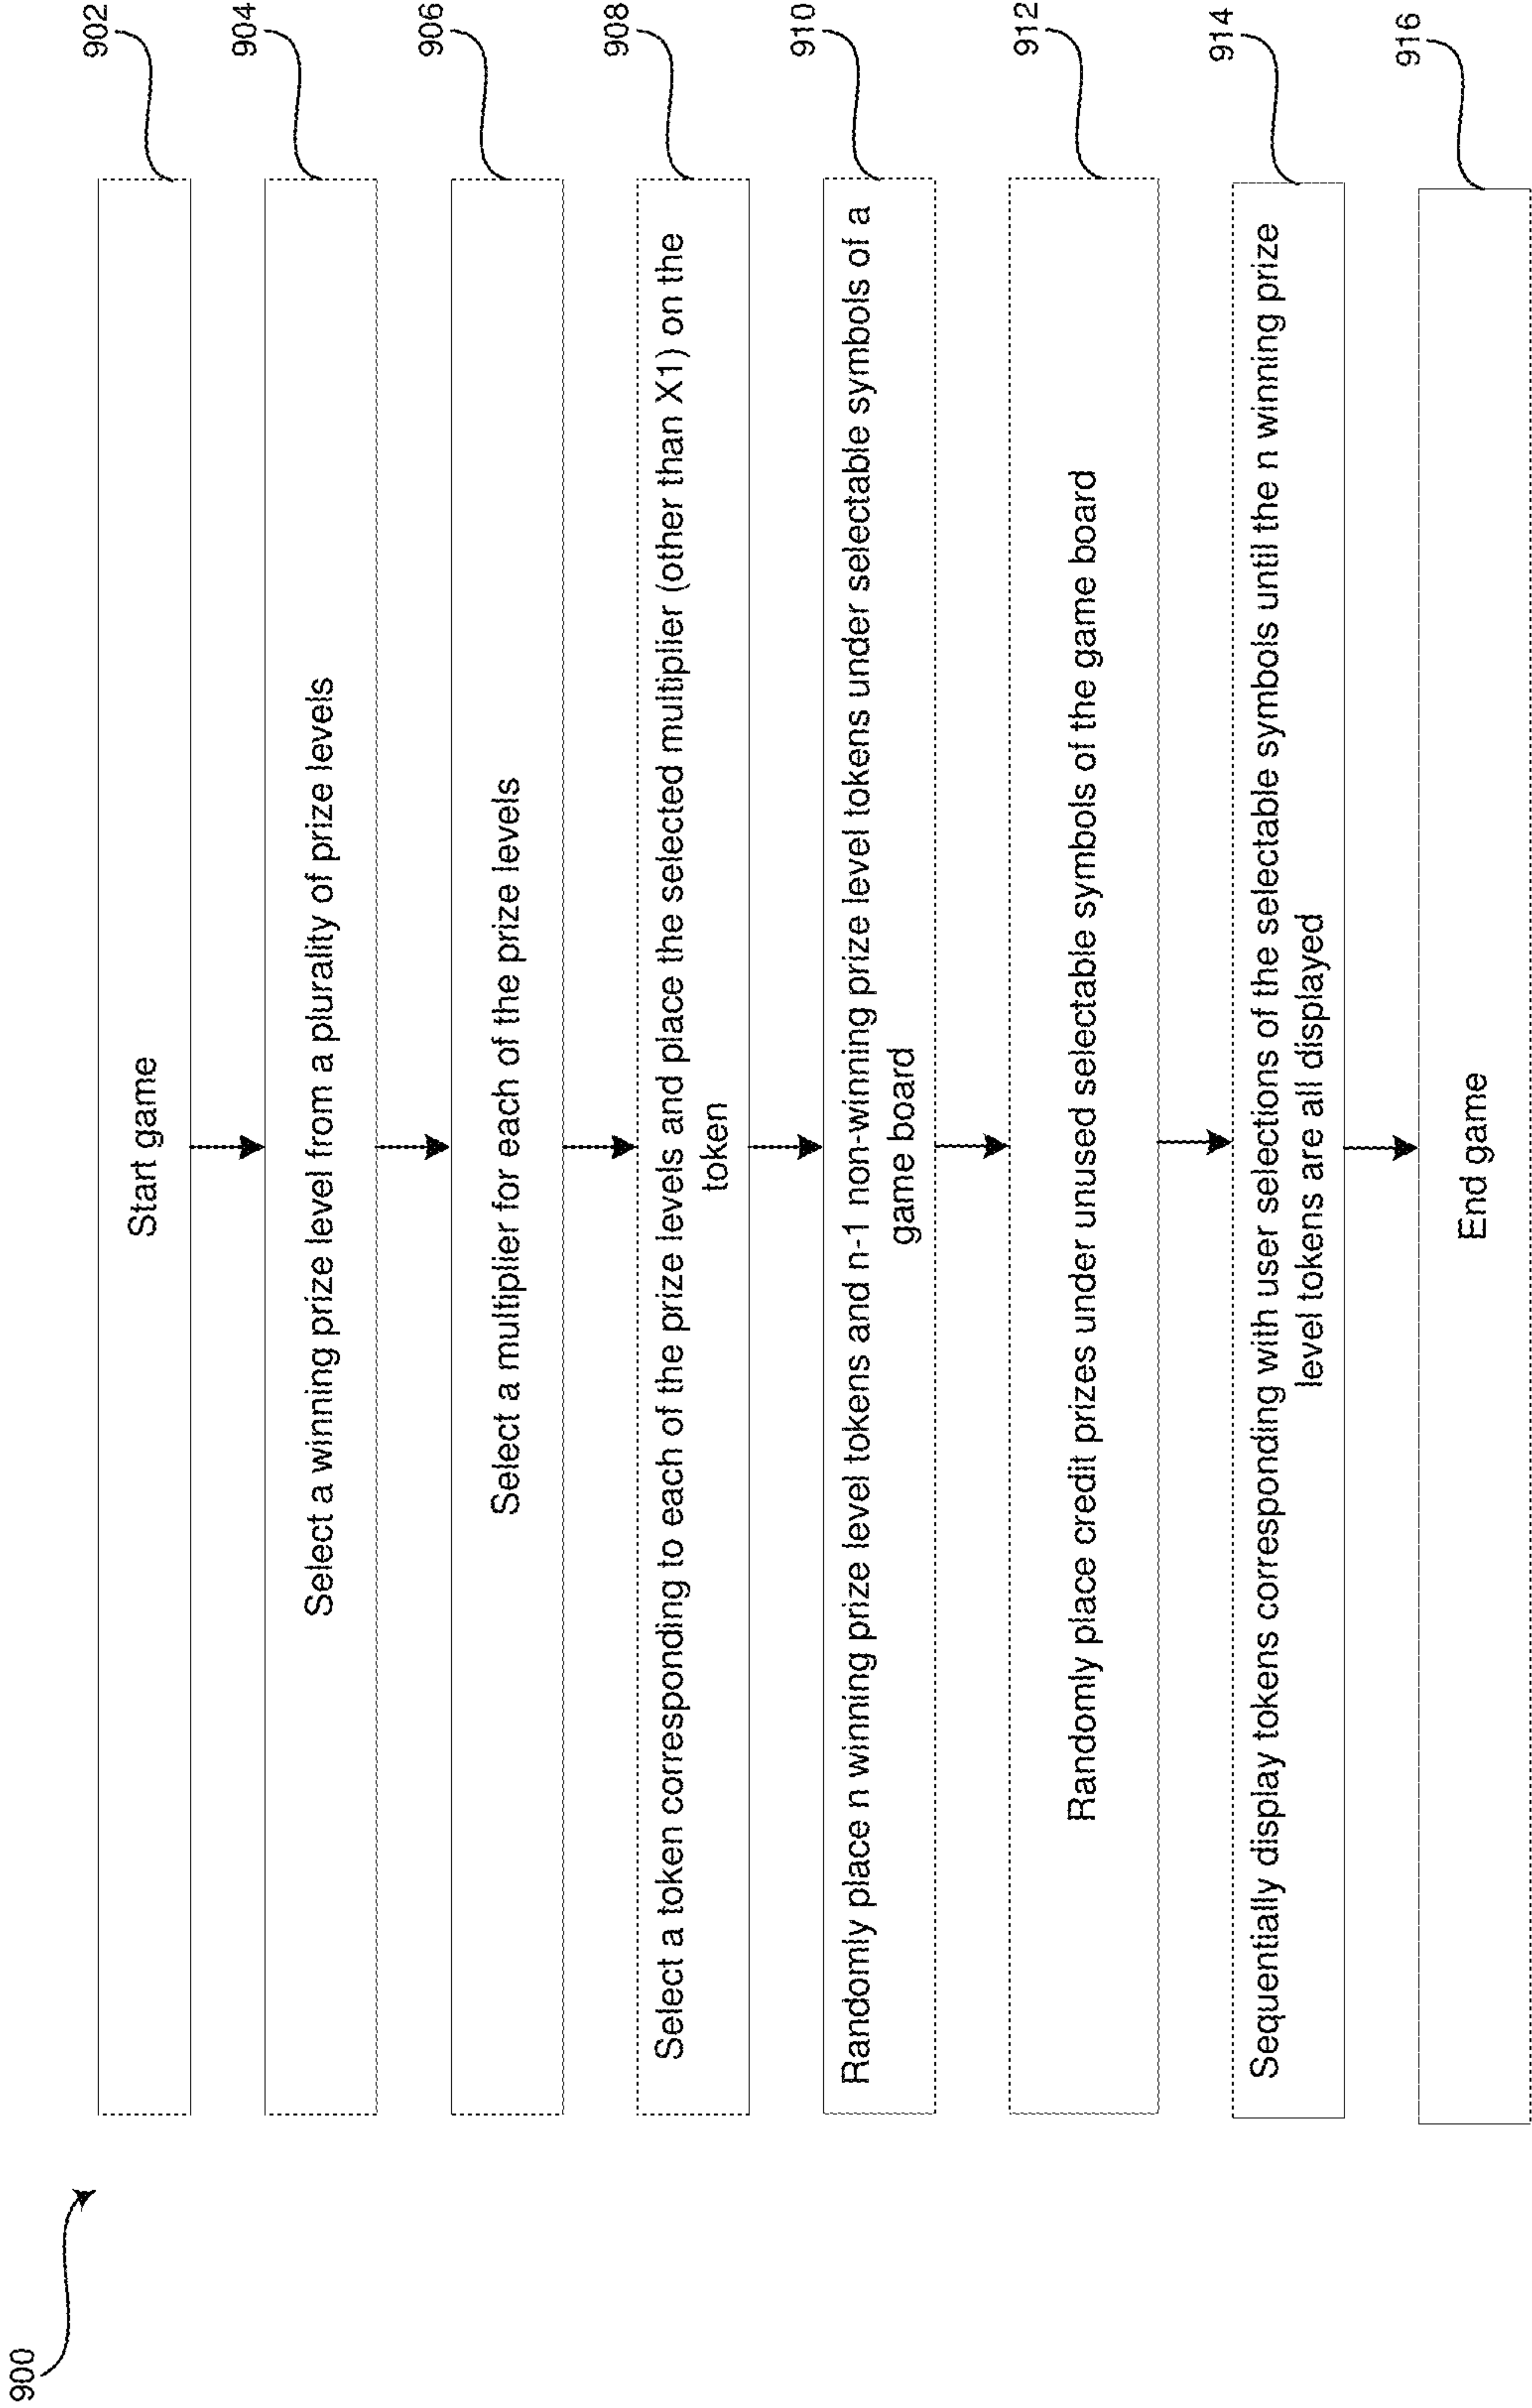 900
Start game
902
Select a winning prize level from a plurality of prize levels
904
Select a multiplier for each of the prize levels
906
Select a token corresponding to each of the prize levels and place the selected multiplier (other than X1) on the
token
908
Randomly place n winning prize level tokens and n-1 non-winning prize level tokens under selectable symbols of a
game board
910
Randomly place credit prizes under unused selectable symbols of the game board
912
Sequentially display tokens corresponding with user selections of the selectable symbols until the n winning prize
level tokens are all displayed
914
End game
916